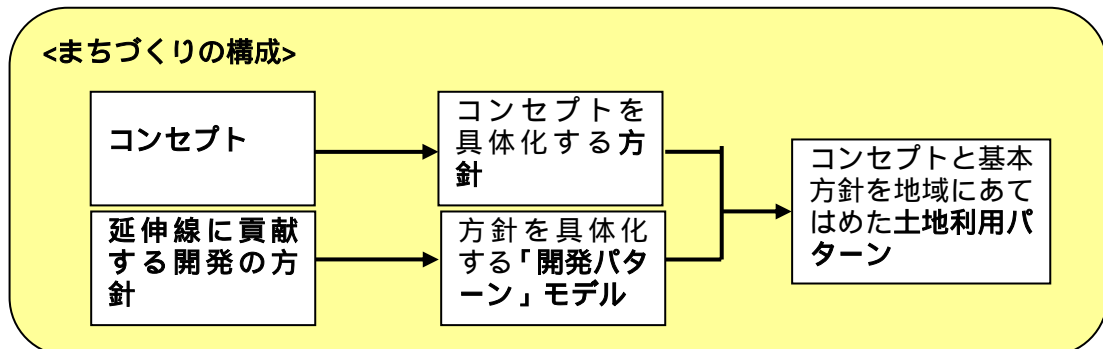 <まちづくりの構成>
コンセプト
コンセプトを
具体化する方
針
延伸線に貢献
する開発の方
針
方針を具体化
する「開発パタ
ーン」モデル
コンセプトと基本
方針を地域にあて
はめた土地利用パ
ターン